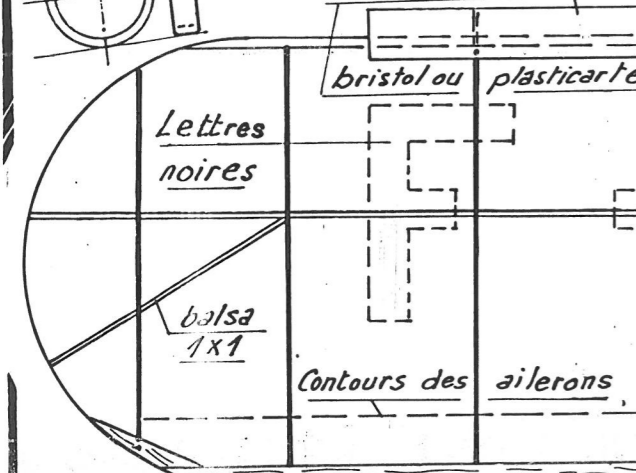 bristol ou plasticarte
Lettres
noires
F
balsa
1x1
Contours des ailerons